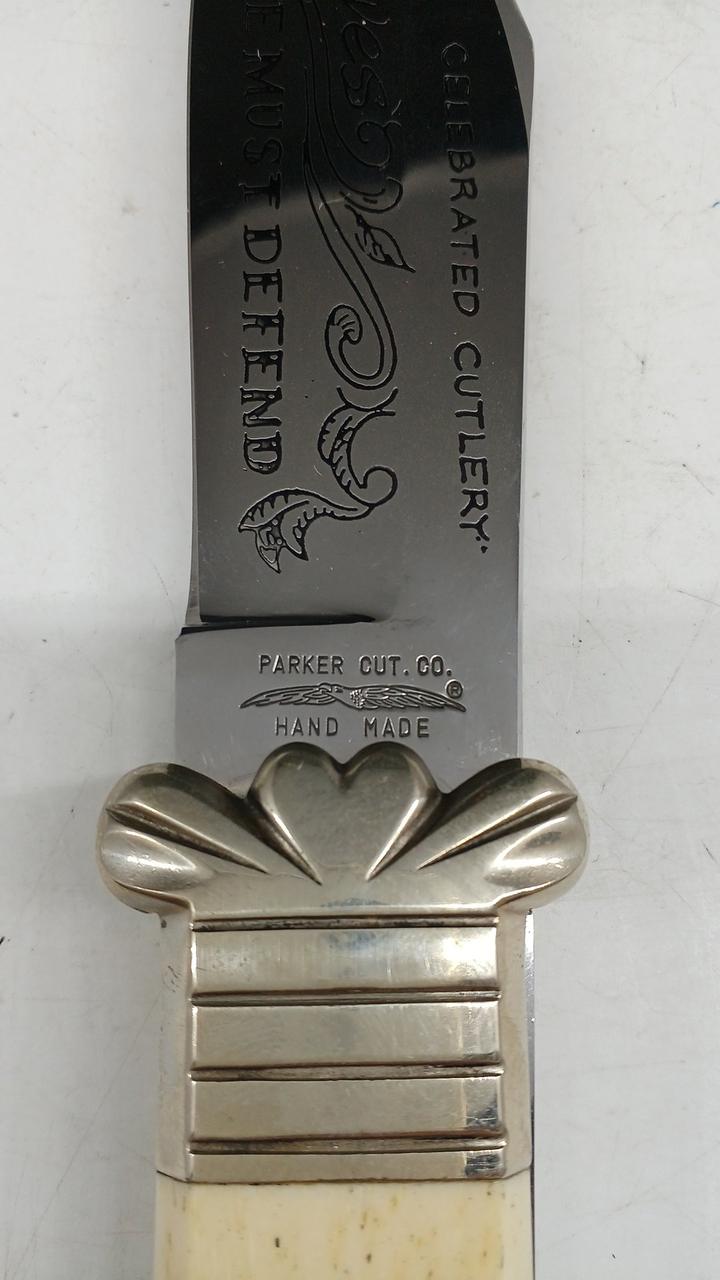 CELEBRATED CUTLERY
MUST DEFEND
PARKER CUT. CO.
®
HAND MADE